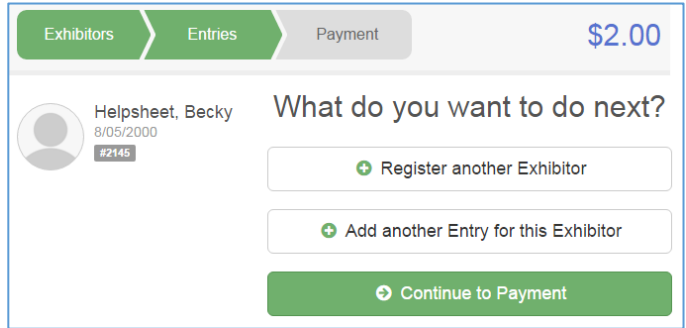 Exhibitors Entries Payment $2.00
Helpsheet, Becky
8/05/2000
#2145
What do you want to do next?
Register another Exhibitor
Add another Entry for this Exhibitor
Continue to Payment